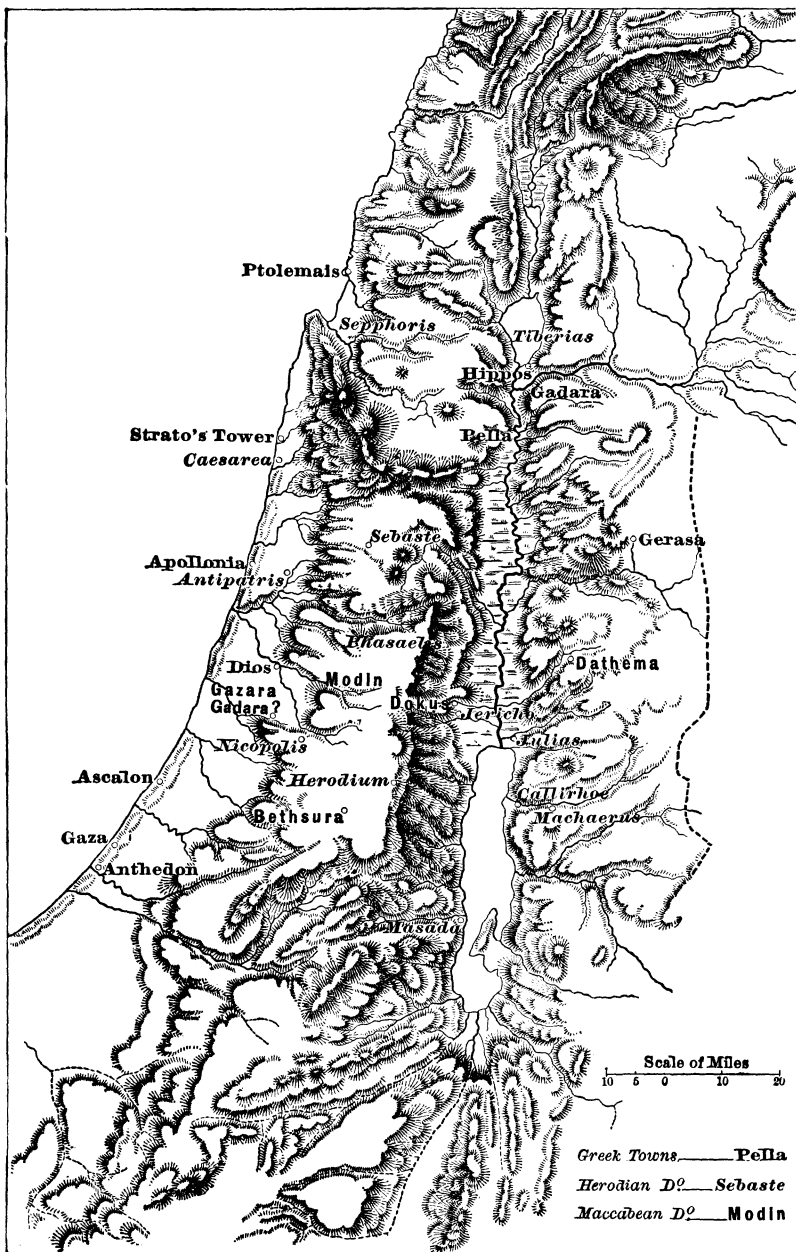 Ptolemais
Sepphoris
Tiberias
Hippos
Gadara
Strato's Tower
Pella
Caesarea
Sebaste
Gerasa
Apollonia
Antipatris
Phasaelis
Dios
Modin
Dathema
Gazara
Gadara?
Dokus
Jericho
Nicopolis
Julias
Ascalon
Herodium
Callirhoe
Bethsura
Machaerus
Gaza
Anthedon
Masada
Scale of Miles
10 5 0 10 20
Greek Towns Pella
Herodian Dº Sebaste
Maccabean Dº Modin